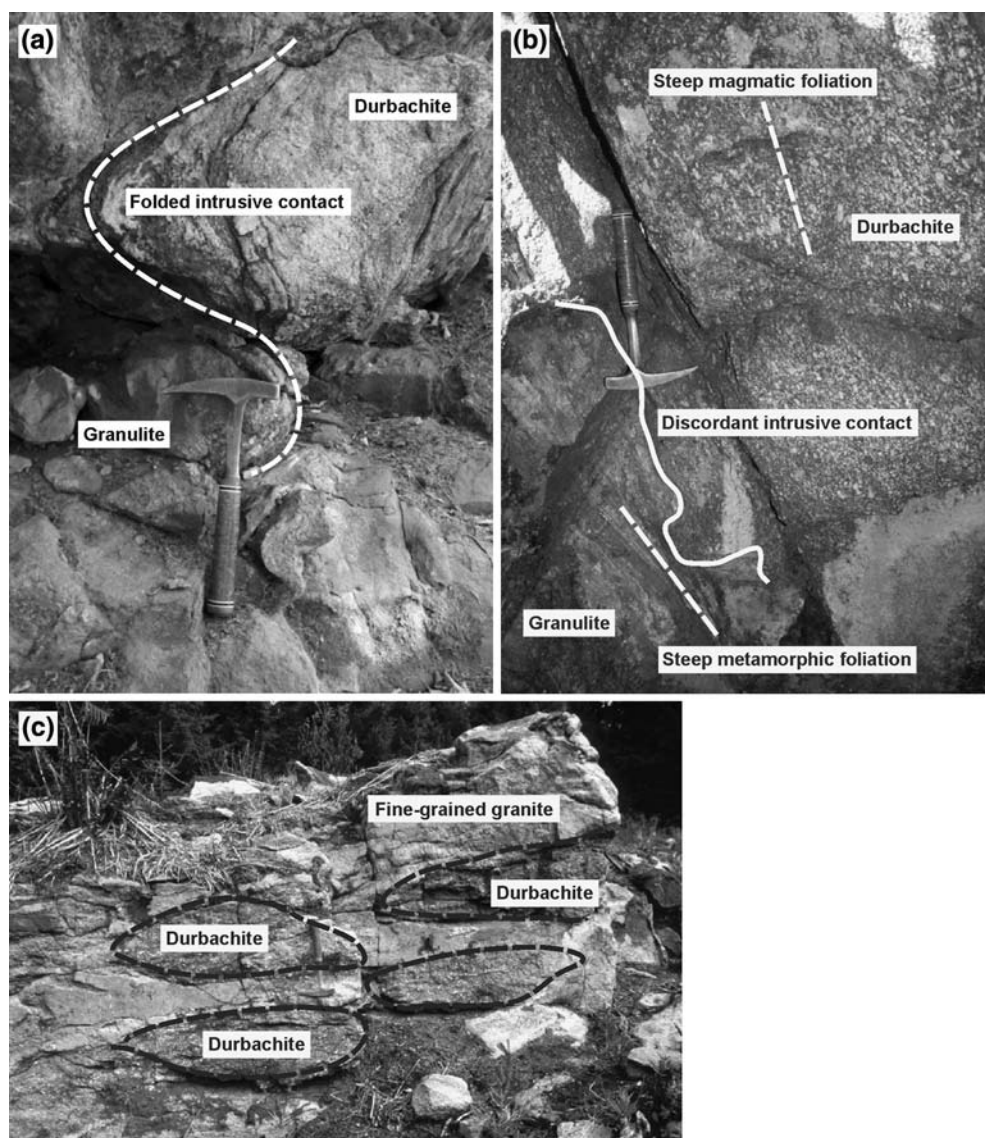 (a)
Durbachite
Folded intrusive contact
Granulite
(b)
Steep magmatic foliation
Durbachite
Discordant intrusive contact
Granulite
Steep metamorphic foliation
(c)
Fine-grained granite
Durbachite
Durbachite
Durbachite